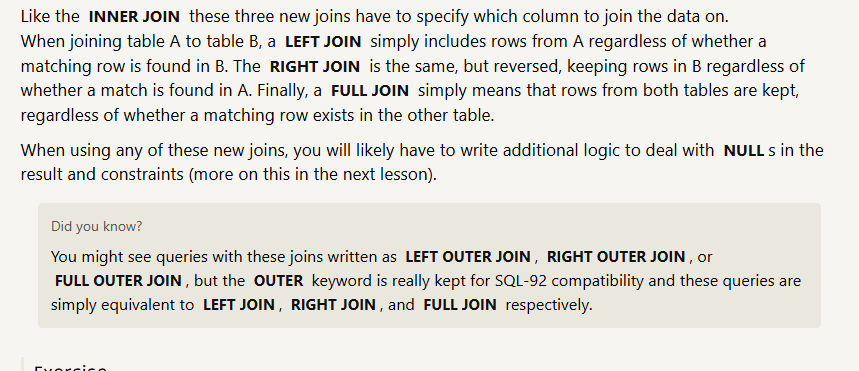 Like the INNER JOIN these three new joins have to specify which column to join the data on.
When joining table A to table B, a LEFT JOIN simply includes rows from A regardless of whether a
matching row is found in B. The RIGHT JOIN is the same, but reversed, keeping rows in B regardless of
whether a match is found in A. Finally, a FULL JOIN simply means that rows from both tables are kept,
regardless of whether a matching row exists in the other table.
When using any of these new joins, you will likely have to write additional logic to deal with NULL s in the
result and constraints (more on this in the next lesson).
Did you know?
You might see queries with these joins written as LEFT OUTER JOIN, RIGHT OUTER JOIN, or
FULL OUTER JOIN, but the OUTER keyword is really kept for SQL-92 compatibility and these queries are
simply equivalent to LEFT JOIN, RIGHT JOIN, and FULL JOIN respectively.
Exercise